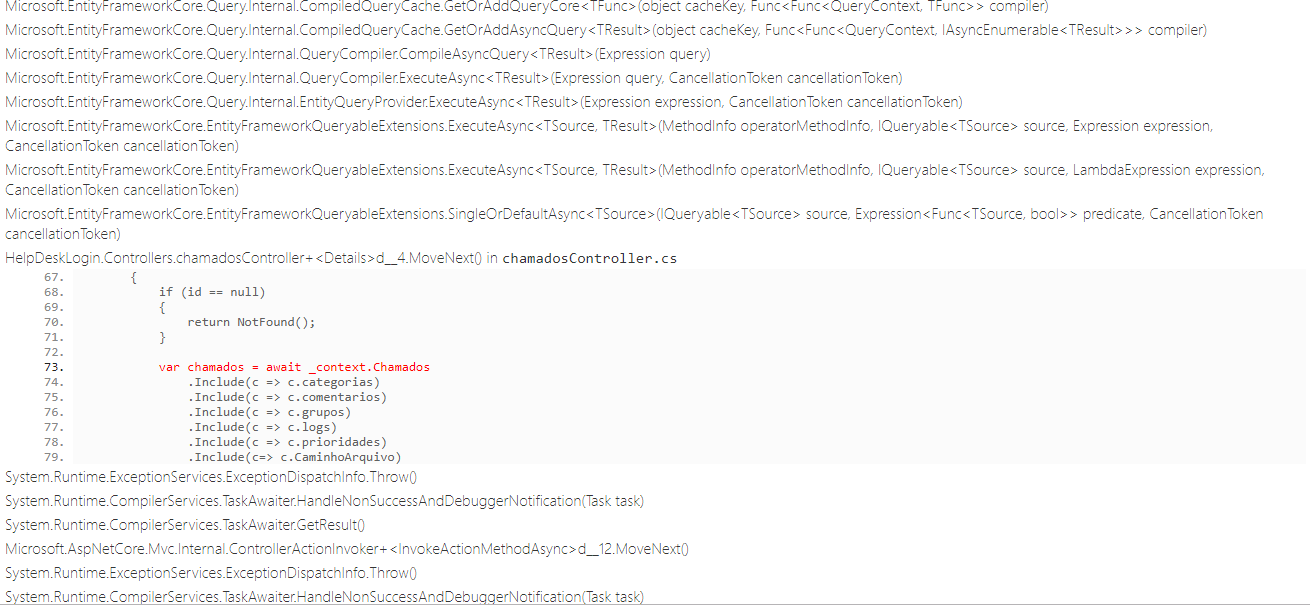 Microsoft.EntityFrameworkCore.Query.Internal.CompiledQueryCache.GetOrAddQueryCore<TFunc>(object cacheKey, Func<Func<QueryContext, TFunc>> compiler)
Microsoft.EntityFrameworkCore.Query.Internal.CompiledQueryCache.GetOrAddAsyncQuery<TResult>(object cacheKey, Func<Func<QueryContext, IAsyncEnumerable<TResult>>> compiler)
Microsoft.EntityFrameworkCore.Query.Internal.QueryCompiler.CompileAsyncQuery<TResult>(Expression query)
Microsoft.EntityFrameworkCore.Query.Internal.QueryCompiler.ExecuteAsync<TResult>(Expression query, CancellationToken cancellationToken)
Microsoft.EntityFrameworkCore.Query.Internal.EntityQueryProvider.ExecuteAsync<TResult>(Expression expression, CancellationToken cancellationToken)
Microsoft.EntityFrameworkCore.EntityFrameworkQueryableExtensions.ExecuteAsync<TSource, TResult>(MethodInfo operatorMethodInfo, IQueryable<TSource> source, Expression expression,
CancellationToken cancellationToken)
Microsoft.EntityFrameworkCore.EntityFrameworkQueryableExtensions.ExecuteAsync<TSource, TResult>(MethodInfo operatorMethodInfo, IQueryable<TSource> source, LambdaExpression expression,
CancellationToken cancellationToken)
Microsoft.EntityFrameworkCore.EntityFrameworkQueryableExtensions.SingleOrDefaultAsync<TSource>(IQueryable<TSource> source, Expression<Func<TSource, bool>> predicate, CancellationToken
cancellationToken)
HelpDeskLogin.Controllers.chamadosController+<Details>d__4.MoveNext() in chamadosController.cs
67. {
68. if (id == null)
69. {
70. return NotFound();
71. }
72.
73. var chamados = await _context.Chamados
74. .Include(c => c.categorias)
75. .Include(c => c.comentarios)
76. .Include(c => c.grupos)
77. .Include(c => c.logs)
78. .Include(c => c.prioridades)
79. .Include(c=> c.CaminhoArquivo)
System.Runtime.ExceptionServices.ExceptionDispatchInfo.Throw()
System.Runtime.CompilerServices.TaskAwaiter.HandleNonSuccessAndDebuggerNotification(Task task)
System.Runtime.CompilerServices.TaskAwaiter.GetResult()
Microsoft.AspNetCore.Mvc.Internal.ControllerActionInvoker+<InvokeActionMethodAsync>d__12.MoveNext()
System.Runtime.ExceptionServices.ExceptionDispatchInfo.Throw()
System.Runtime.CompilerServices.TaskAwaiter.HandleNonSuccessAndDebuggerNotification(Task task)